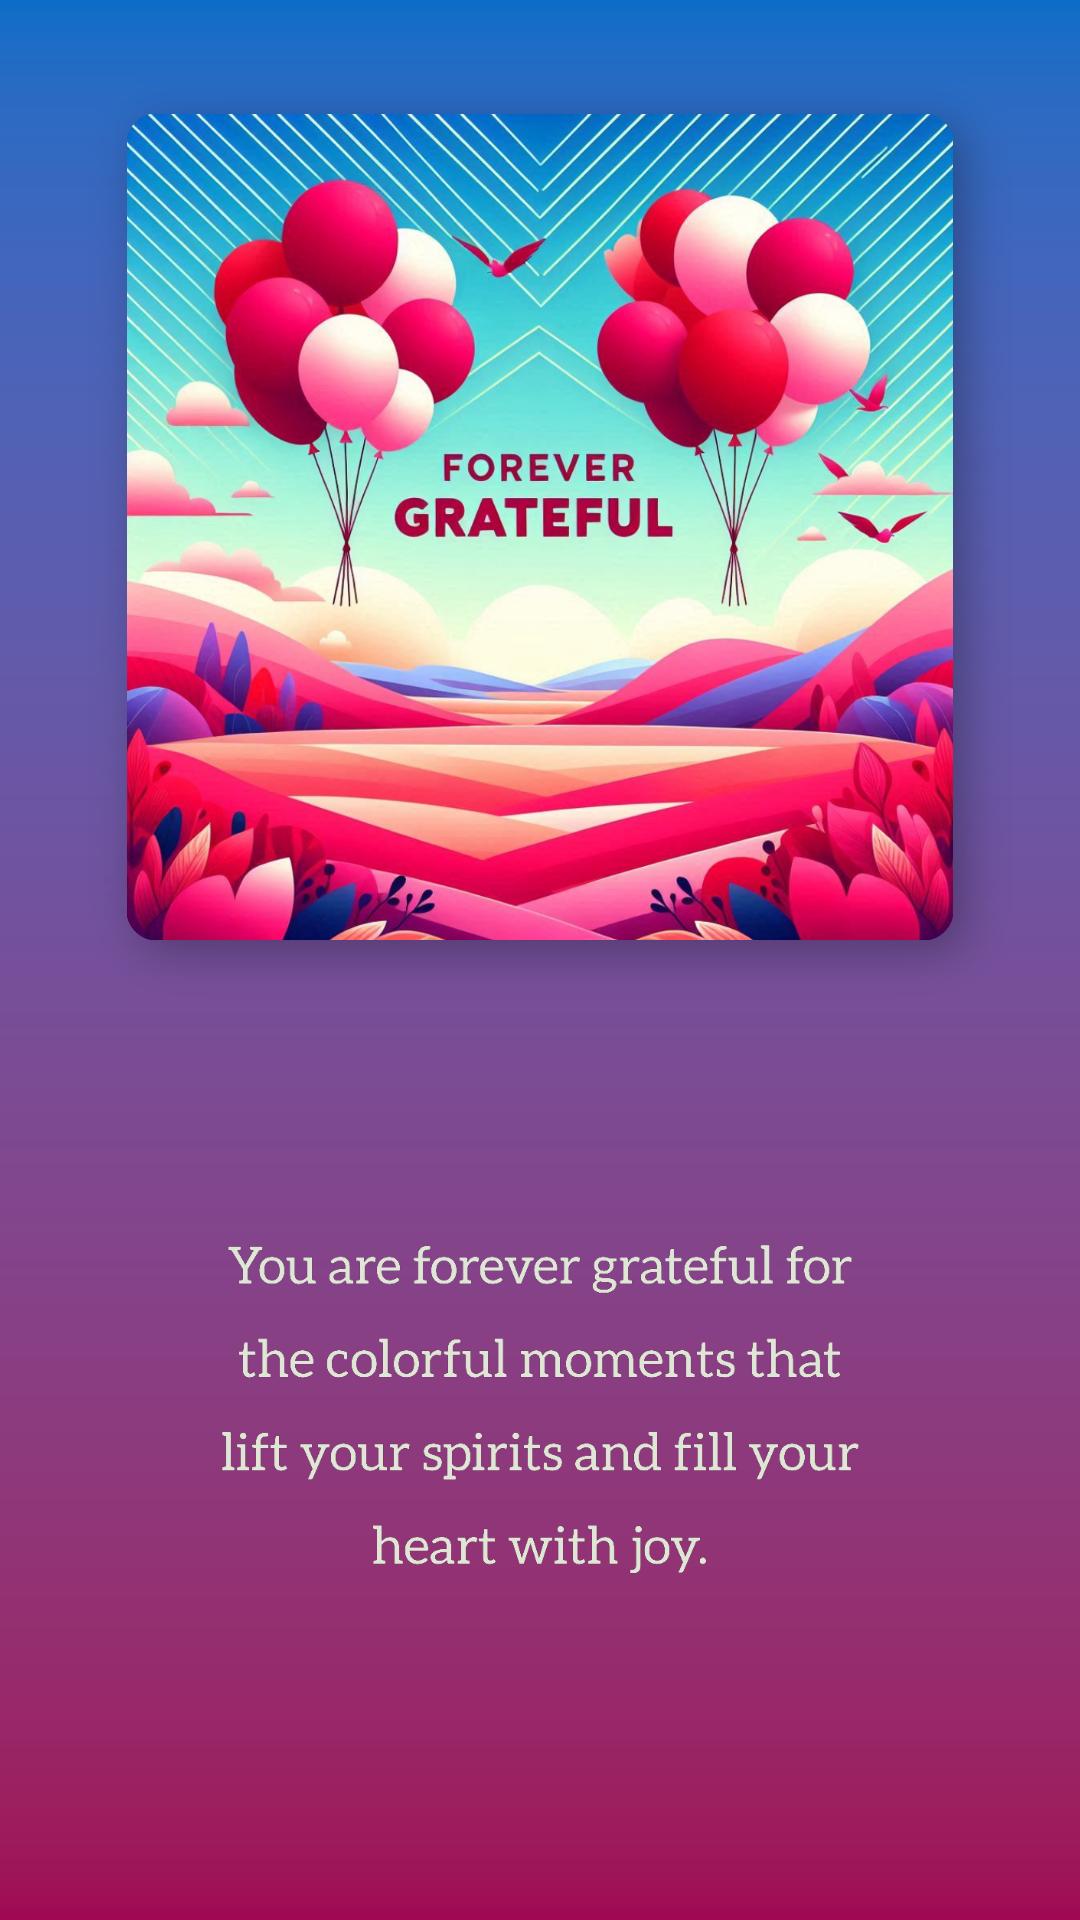 FOREVER
GRATEFUL
You are forever grateful for
the colorful moments that
lift your spirits and fill your
heart with joy.